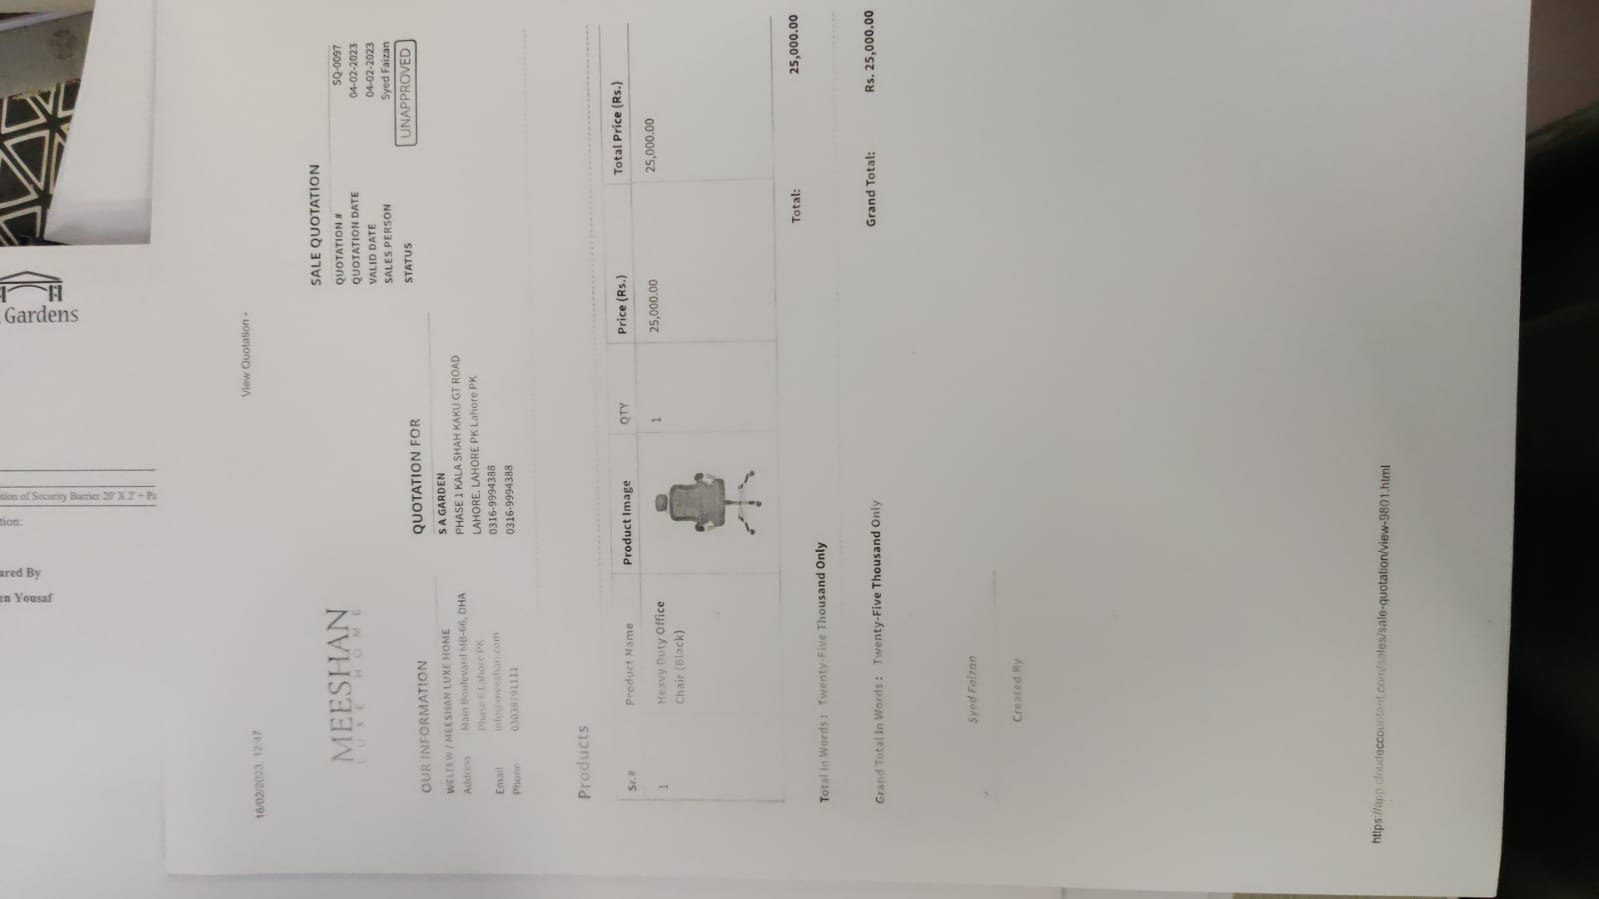 Gardens
tion of Security Barrier 20' X 2' + Pa
tion:
ared By
en Yousaf
16/02/2023, 12:47
View Quotation -
MEESHAN
LUXE HOME
SALE QUOTATION
QUOTATION # SQ-0097
QUOTATION DATE 04-02-2023
VALID DATE 04-02-2023
SALES PERSON Syed Faizan
STATUS UNAPPROVED
OUR INFORMATION
WELTEW / MEESHAN LUXE HOME
Address Main Boulevard MB-66, DHA
Phase 6 Lahore PK
Email info@meeshan.com
Phone
QUOTATION FOR
S A GARDEN
PHASE 1 KALA SHAH KAKU GT ROAD
LAHORE. LAHORE PK Lahore PK
0316-9994388
0316-9994388
Products
Sr.# Product Name Product Image QTY Price (Rs.) Total Price (Rs.)
1 Heavy Duty Office 1 25,000.00 25,000.00
Chair (Black)
Total: 25,000.00
Total In Words : Twenty-Five Thousand Only
Grand Total: Rs. 25,000.00
Grand Total In Words : Twenty-Five Thousand Only
Syed Faizan
Created By
https://app.cloudeccountant.com/sales/sale-quotation/view-9801.html